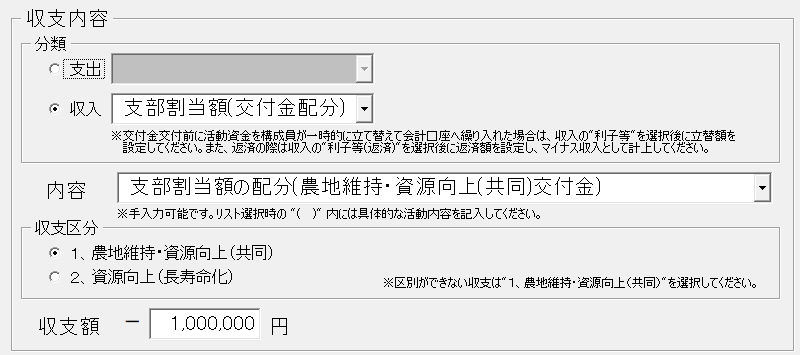 収支内容
分類
支出
収入 支部割当額(交付金配分)
※交付金交付前に活動資金を構成員が一時的に立て替えて会計口座へ繰り入れた場合は、収入の“利子等”を選択後に立替額を
設定してください。また、返済の際は収入の“利子等(返済)”を選択後に返済額を設定し、マイナス収入として計上してください。
内容 支部割当額の配分(農地維持・資源向上(共同)交付金)
※手入力可能です。リスト選択時の “(　)” 内には具体的な活動内容を記入してください。
収支区分
1、農地維持・資源向上(共同)
2、資源向上(長寿命化)
※区別ができない収支は“1、農地維持・資源向上(共同)”を選択してください。
収支額 － 1,000,000 円